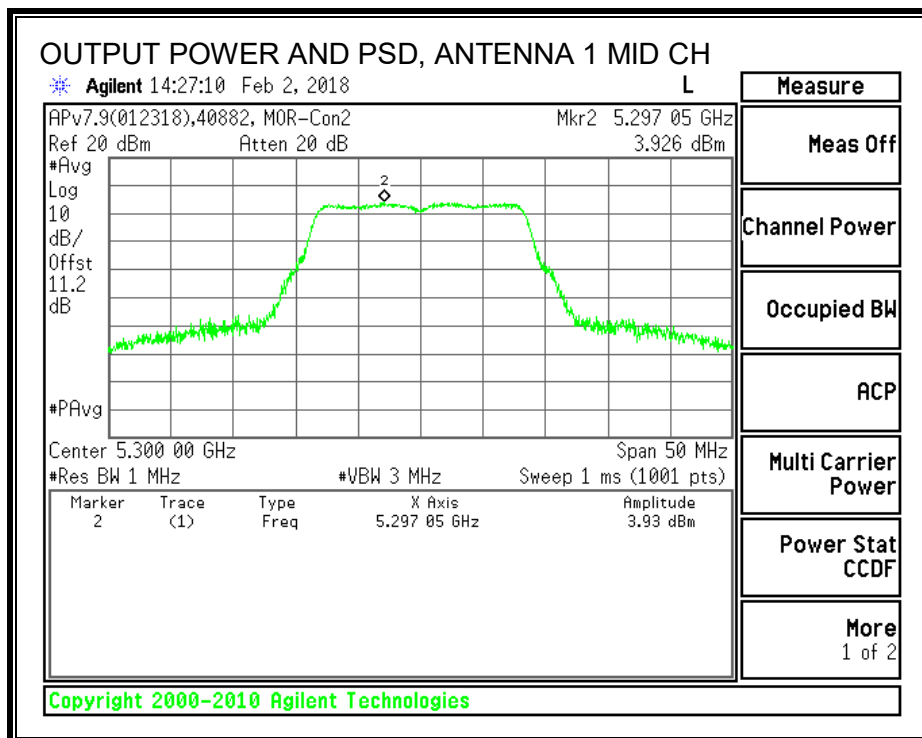 OUTPUT POWER AND PSD, ANTENNA 1 MID CH
Agilent 14:27:10 Feb 2, 2018 L
Measure
APv7.9(012318),40882, MOR-Con2 Mkr2 5.297 05 GHz
Ref 20 dBm Atten 20 dB 3.926 dBm
#Avg
Log
10
dB/
Offst
11.2
dB
#PAvg
2
Center 5.300 00 GHz Span 50 MHz
#Res BW 1 MHz #VBW 3 MHz Sweep 1 ms (1001 pts)
Marker Trace Type X Axis Amplitude
2 (1) Freq 5.297 05 GHz 3.93 dBm
Meas Off
Channel Power
Occupied BW
ACP
Multi Carrier
Power
Power Stat
CCDF
More
1 of 2
Copyright 2000-2010 Agilent Technologies